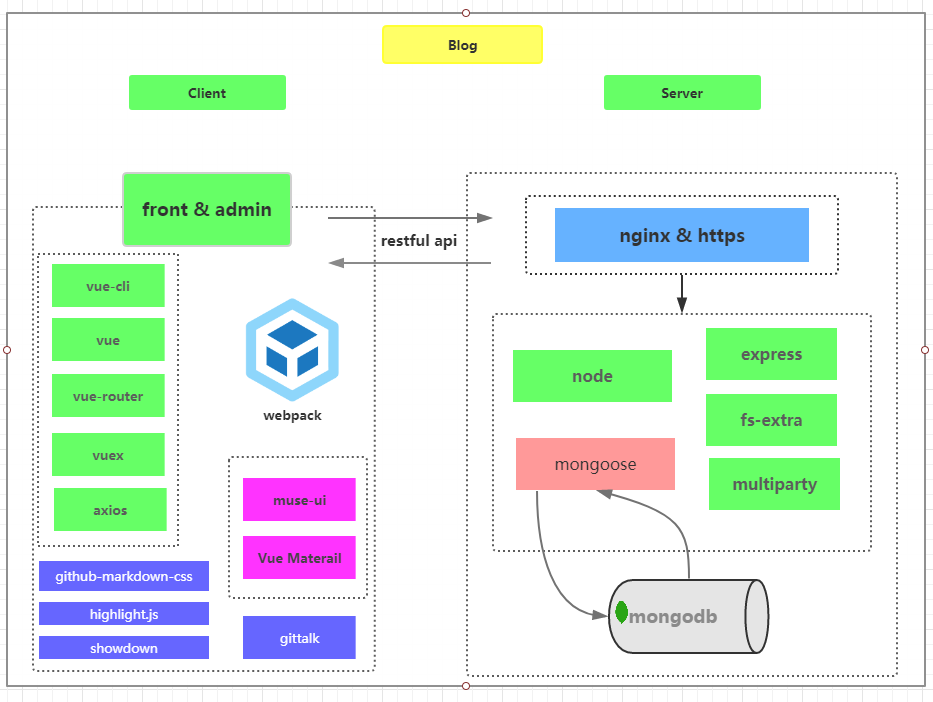 Blog
Client
Server
front & admin
restful api
nginx & https
vue-cli
vue
vue-router
vuex
axios
webpack
muse-ui
Vue Materail
github-markdown-css
highlight.js
showdown
gittalk
node
express
fs-extra
mongoose
multiparty
mongodb